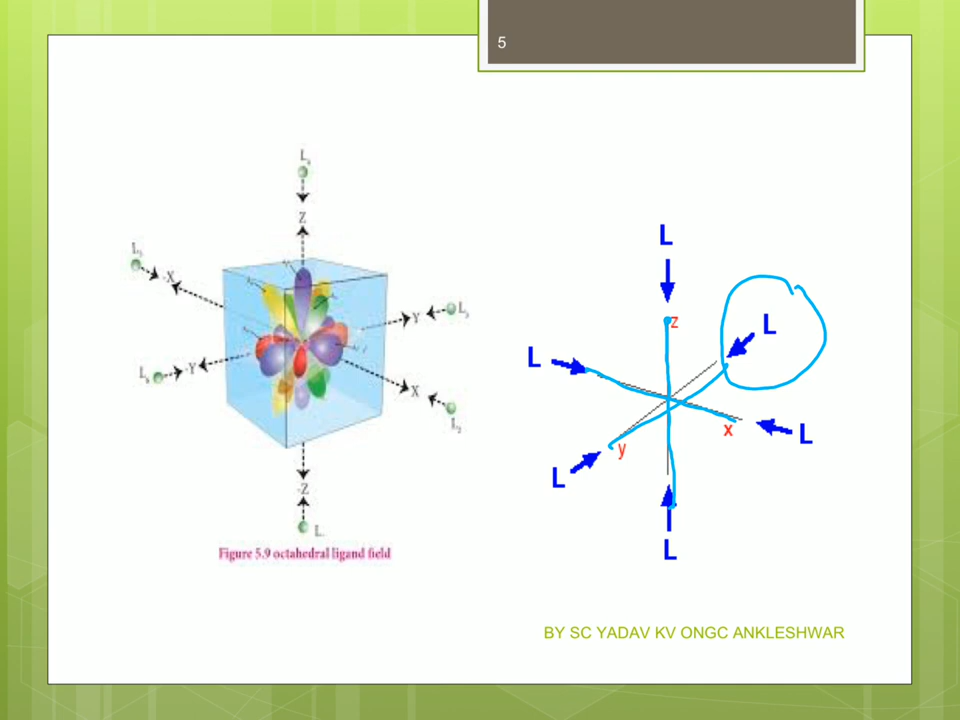 5
L
Z
L
-X
L
Y
L
-Y
X
L
-Z
L
Figure 5.9 octahedral ligand field
L
z
L
L
x
L
y
L
L
BY SC YADAV KV ONGC ANKLESHWAR